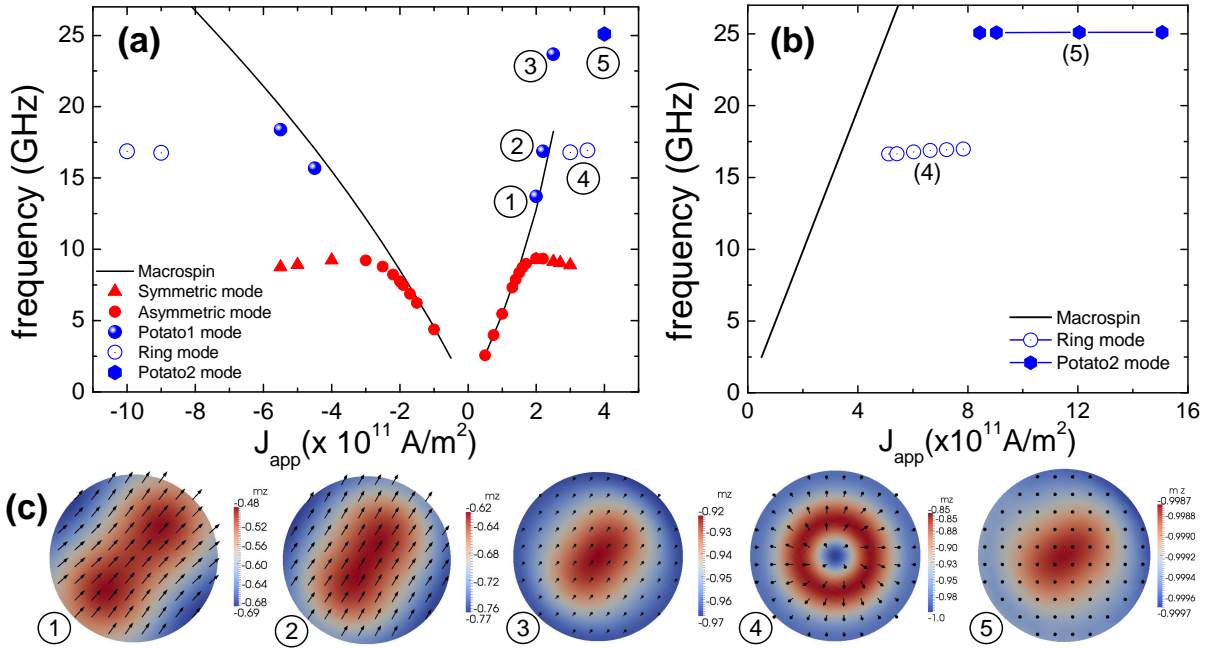 (a)
frequency (GHz)
25
20
15
10
5
0
-10 -8 -6 -4 -2 0 2 4
J_app(x 10^11 A/m^2)
Macrospin
Symmetric mode
Asymmetric mode
Potato1 mode
Ring mode
Potato2 mode
3
5
2
4
1
(b)
frequency (GHz)
25
20
15
10
5
0
0 4 8 12 16
J_app(x10^11 A/m^2)
(5)
(4)
Macrospin
Ring mode
Potato2 mode
(c)
mz
-0.48
-0.52
-0.56
-0.60
-0.64
-0.68
-0.69
1
mz
-0.62
-0.64
-0.68
-0.72
-0.76
-0.77
2
mz
-0.92
-0.93
-0.94
-0.95
-0.96
-0.97
3
mz
-0.85
-0.88
-0.90
-0.93
-0.95
-0.98
-1.0
4
m z
-0.9987
-0.9988
-0.9990
-0.9992
-0.9994
-0.9996
-0.9997
5